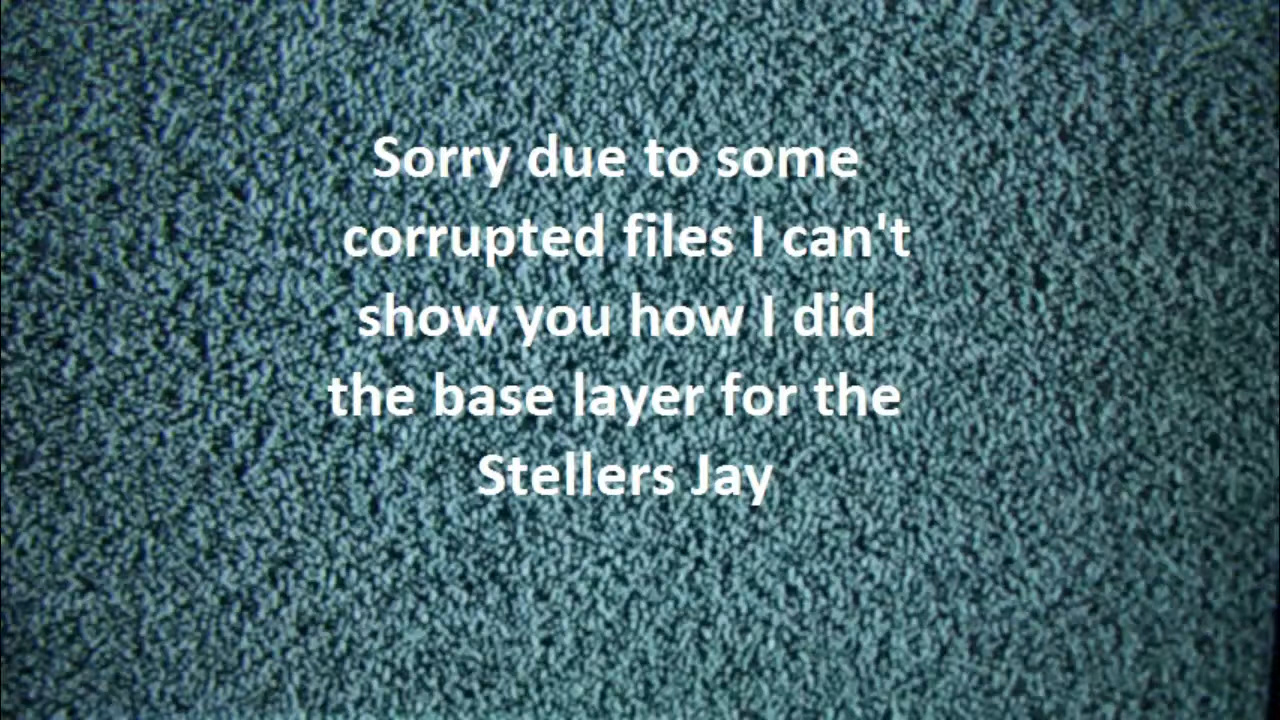 Sorry due to some
corrupted files I can't
show you how I did
the base layer for the
Stellers Jay